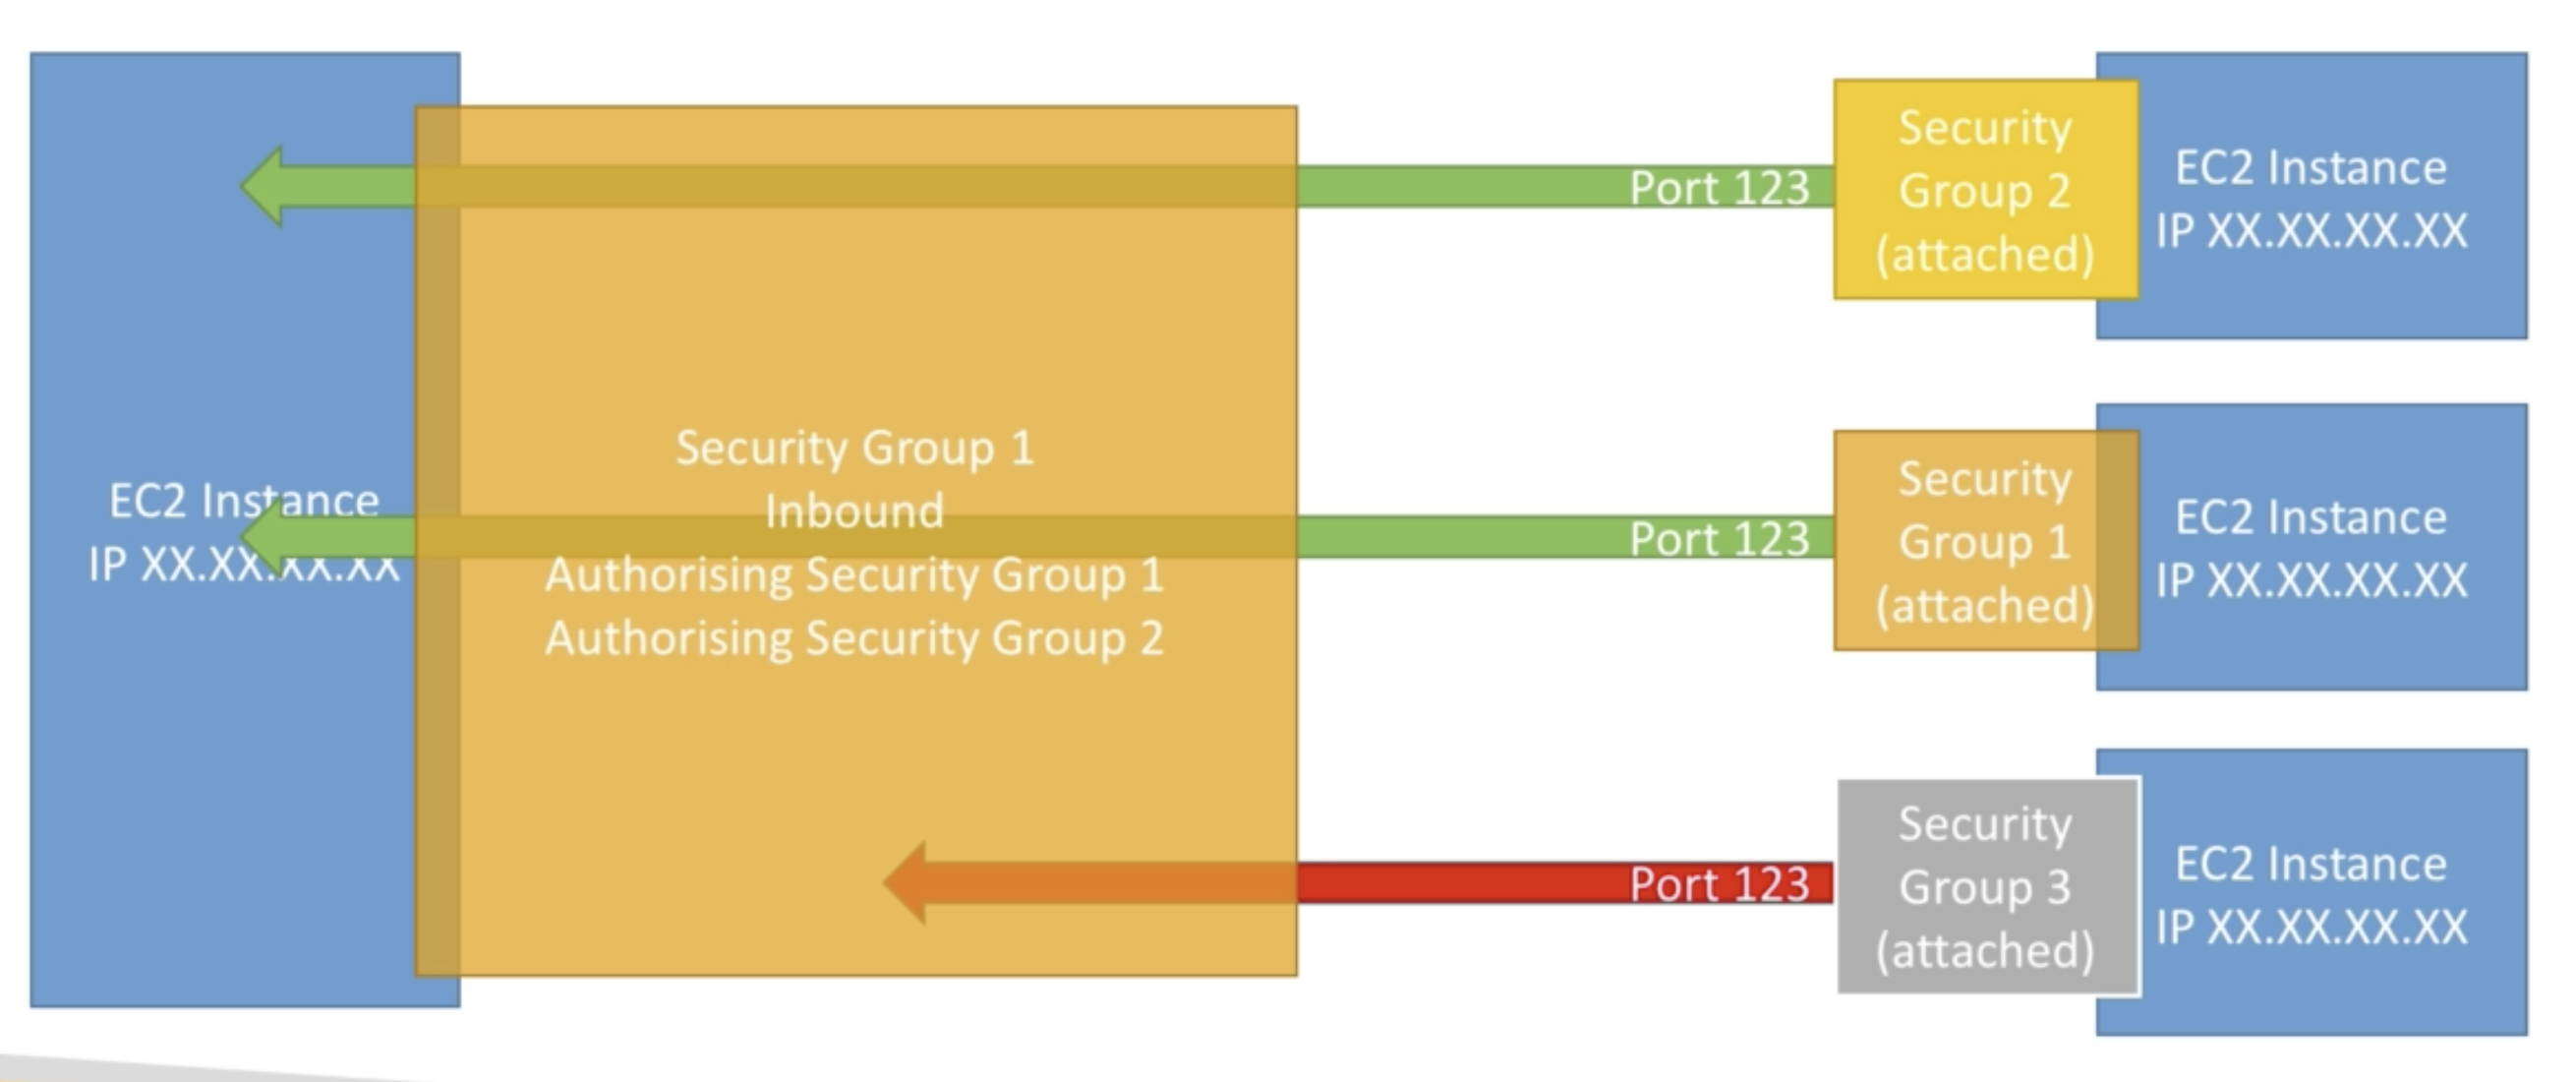 EC2 Instance
IP XX.XX.XX.XX
Security Group 1
Inbound
Authorising Security Group 1
Authorising Security Group 2
Port 123
Security
Group 2
(attached)
EC2 Instance
IP XX.XX.XX.XX
Port 123
Security
Group 1
(attached)
EC2 Instance
IP XX.XX.XX.XX
Port 123
Security
Group 3
(attached)
EC2 Instance
IP XX.XX.XX.XX